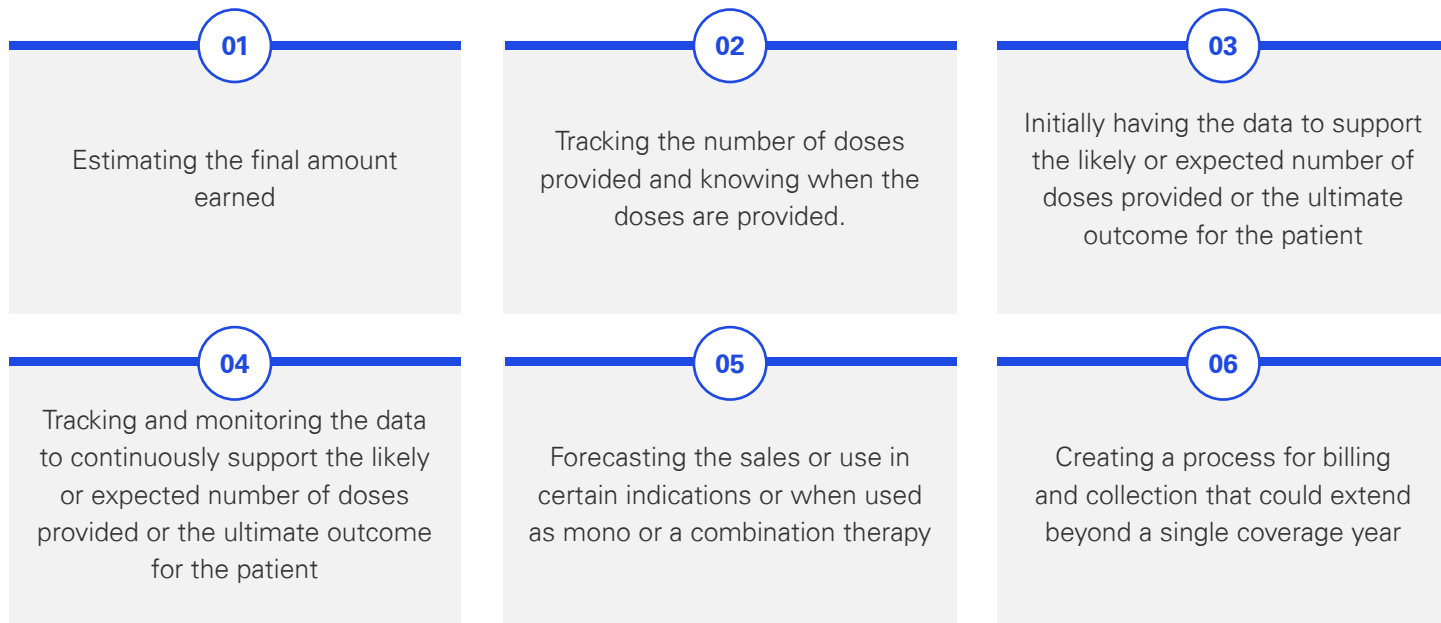 01
Estimating the final amount
earned
02
Tracking the number of doses
provided and knowing when the
doses are provided.
03
Initially having the data to support
the likely or expected number of
doses provided or the ultimate
outcome for the patient
04
Tracking and monitoring the data
to continuously support the likely
or expected number of doses
provided or the ultimate outcome
for the patient
05
Forecasting the sales or use in
certain indications or when used
as mono or a combination therapy
06
Creating a process for billing
and collection that could extend
beyond a single coverage year